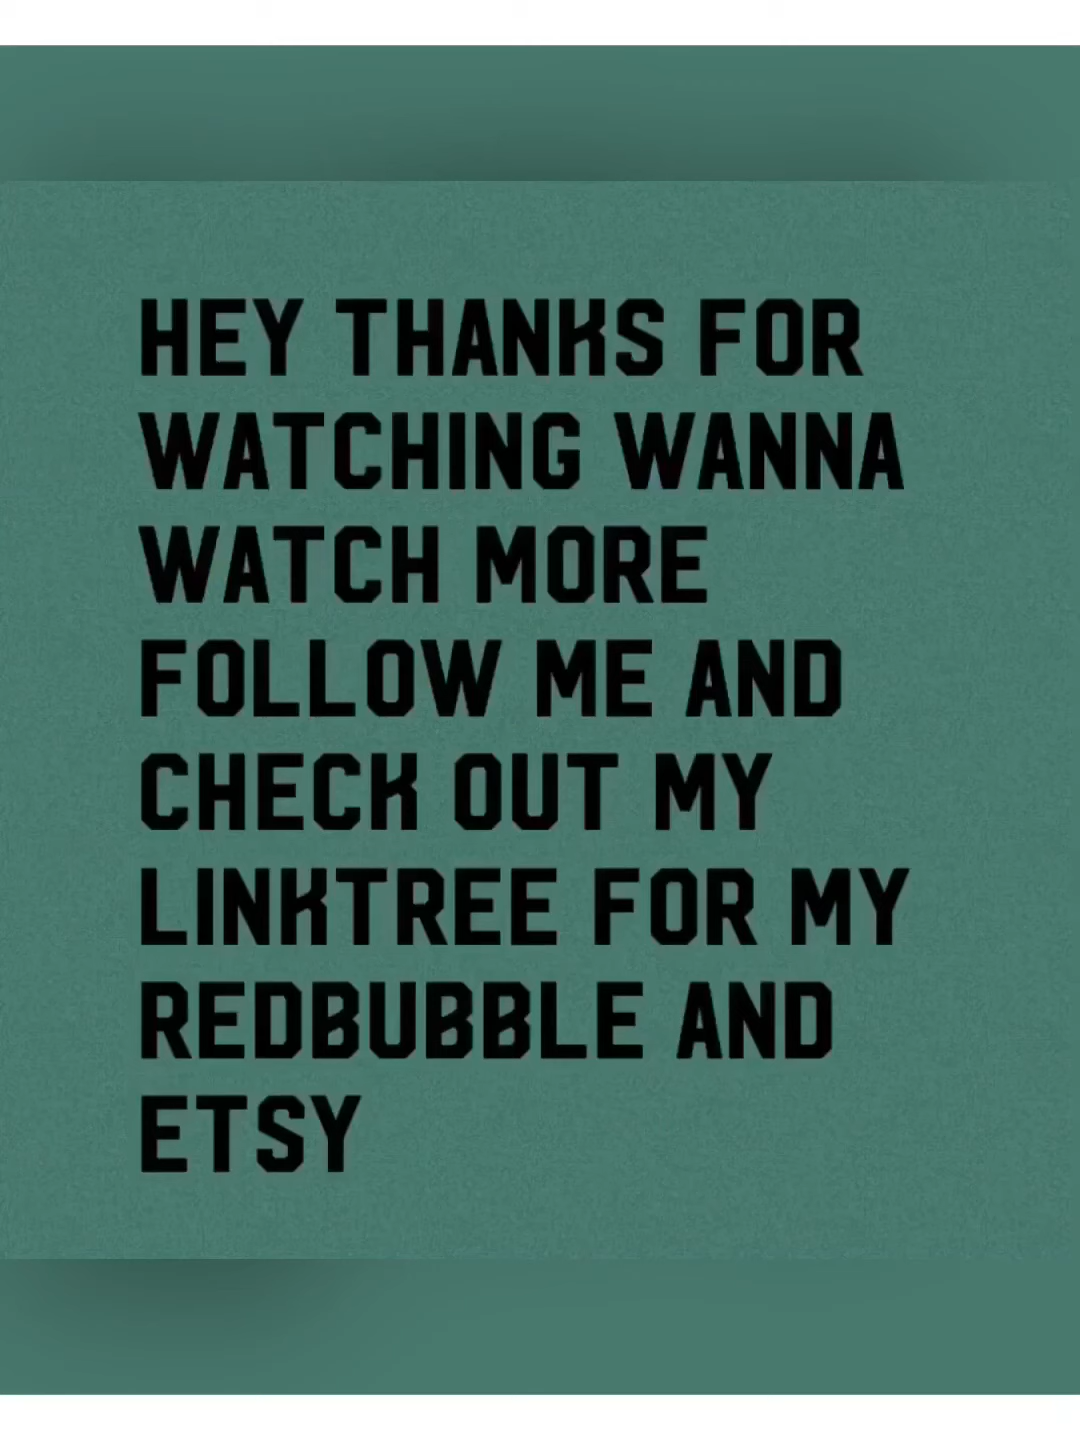 HEY THANKS FOR
WATCHING WANNA
WATCH MORE
FOLLOW ME AND
CHECK OUT MY
LINKTREE FOR MY
REDBUBBLE AND
ETSY